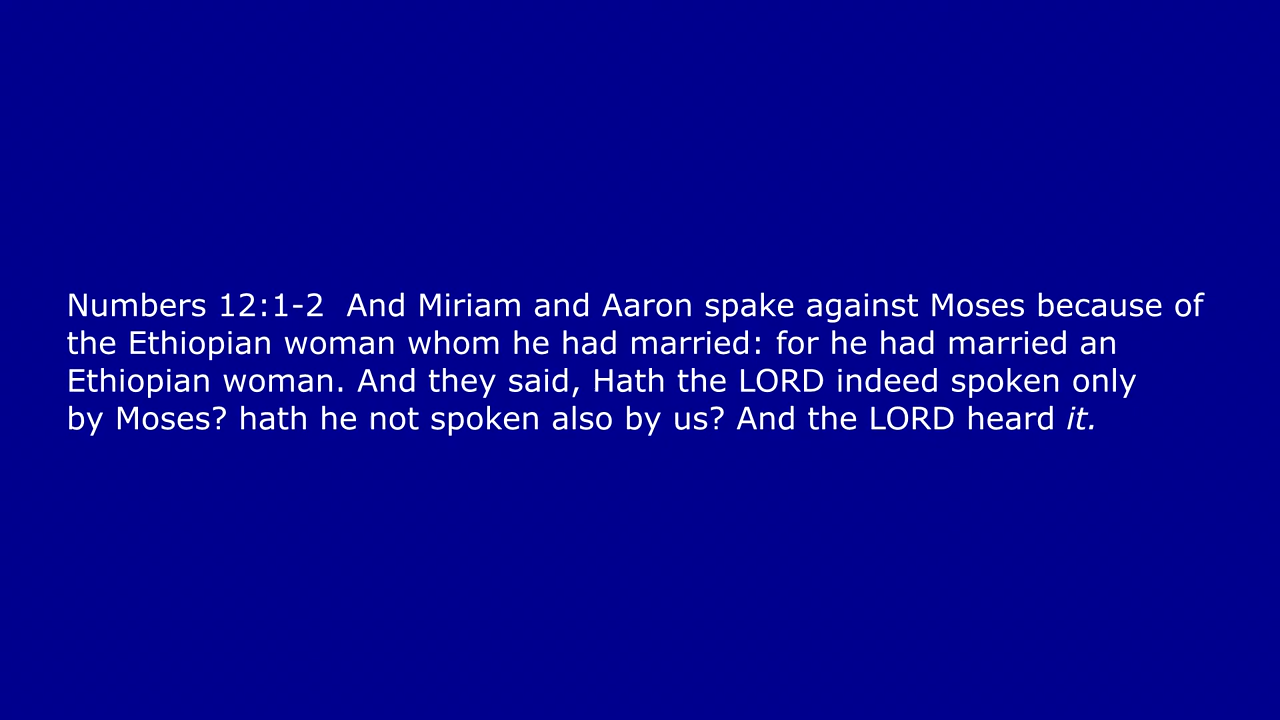 Numbers 12:1-2  And Miriam and Aaron spake against Moses because of
the Ethiopian woman whom he had married: for he had married an
Ethiopian woman. And they said, Hath the LORD indeed spoken only
by Moses? hath he not spoken also by us? And the LORD heard it.